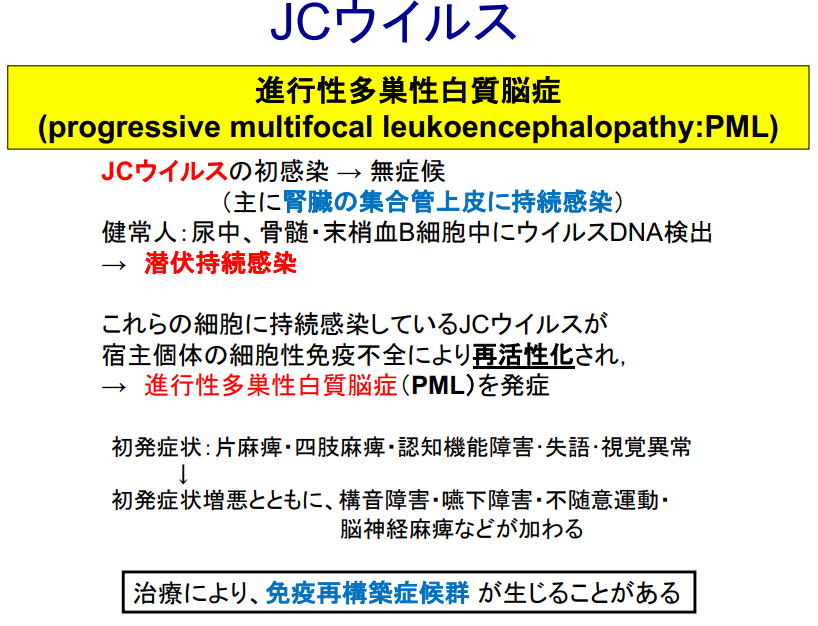 JCウイルス
進行性多巣性白質脳症
(progressive multifocal leukoencephalopathy:PML)
JCウイルスの初感染 → 無症候
（主に腎臓の集合管上皮に持続感染）
健常人：尿中、骨髄・末梢血B細胞中にウイルスDNA検出
→ 潜伏持続感染
これらの細胞に持続感染しているJCウイルスが
宿主個体の細胞性免疫不全により再活性化され,
→ 進行性多巣性白質脳症（PML）を発症
初発症状：片麻痺・四肢麻痺・認知機能障害・失語・視覚異常
↓
初発症状増悪とともに、構音障害・嚥下障害・不随意運動・
脳神経麻痺などが加わる
治療により、免疫再構築症候群 が生じることがある